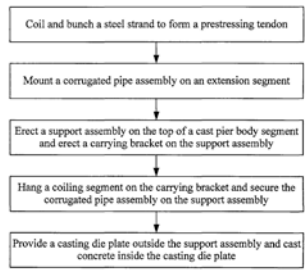 Coil and bunch a steel strand to form a prestressing tendon
Mount a corrugated pipe assembly on an extension segment
Erect a support assembly on the top of a cast pier body segment
and erect a carrying bracket on the support assembly
Hang a coiling segment on the carrying bracket and secure the
corrugated pipe assembly on the support assembly
Provide a casting die plate outside the support assembly and cast
concrete inside the casting die plate